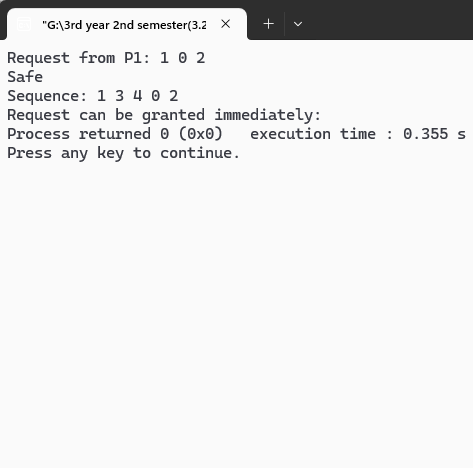 "G:\3rd year 2nd semester(3.2
Request from P1: 1 0 2
Safe
Sequence: 1 3 4 0 2
Request can be granted immediately:
Process returned 0 (0x0)   execution time : 0.355 s
Press any key to continue.